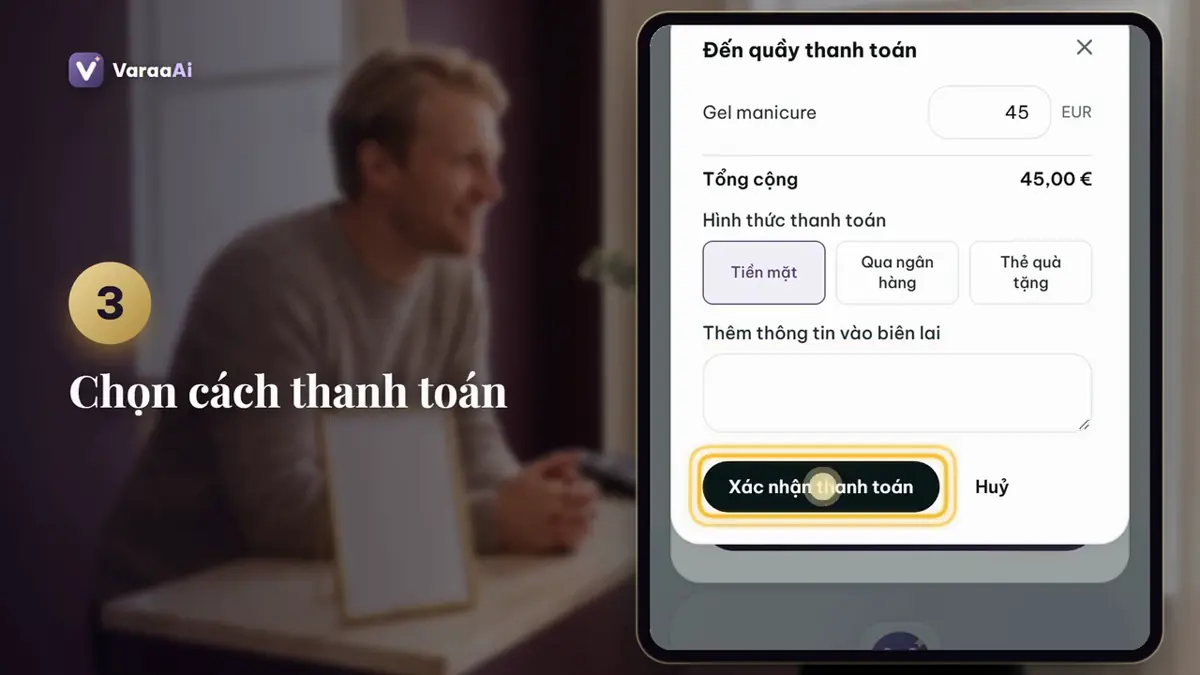 VaraaAi
3
Chọn cách thanh toán
Đến quầy thanh toán
Gel manicure
45 EUR
Tổng cộng
45,00 €
Hình thức thanh toán
Tiền mặt
Qua ngân
hàng
Thẻ quà
tặng
Thêm thông tin vào biên lai
Xác nhận thanh toán
Huỷ